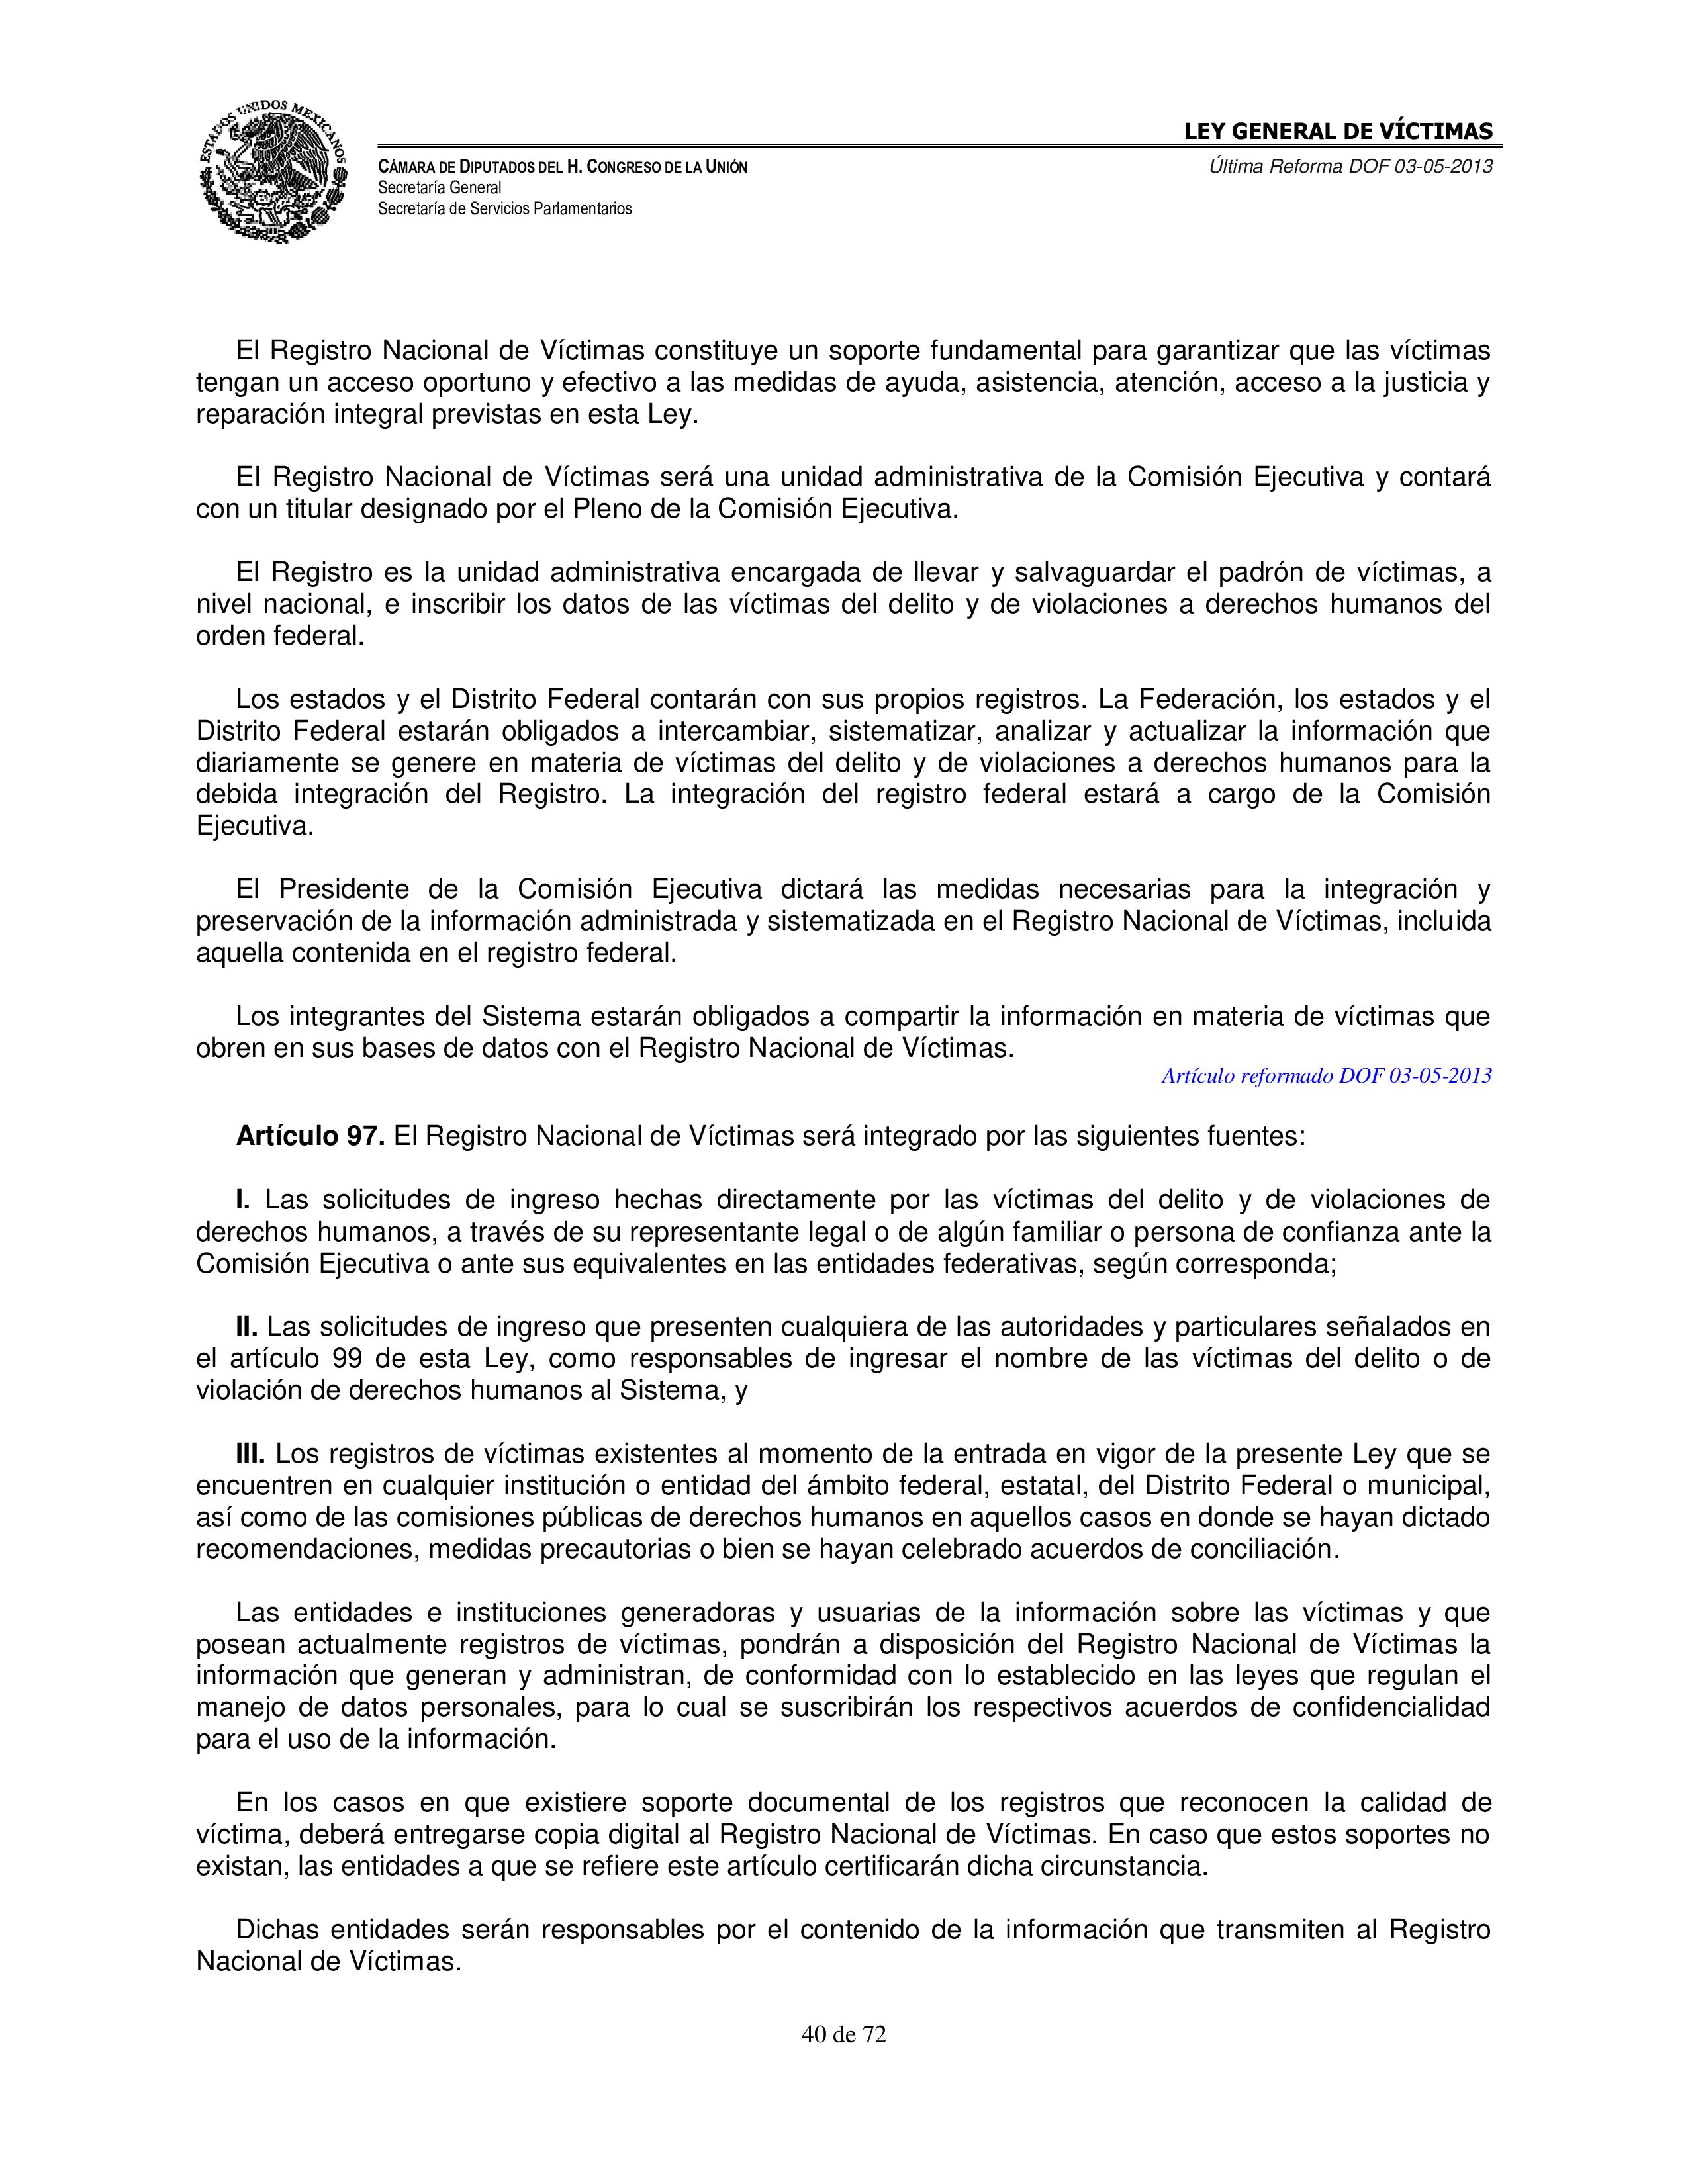 ESTADOS UNIDOS MEXICANOS
LEY GENERAL DE VÍCTIMAS
CÁMARA DE DIPUTADOS DEL H. CONGRESO DE LA UNIÓN
Última Reforma DOF 03-05-2013
Secretaría General
Secretaría de Servicios Parlamentarios
El Registro Nacional de Víctimas constituye un soporte fundamental para garantizar que las víctimas
tengan un acceso oportuno y efectivo a las medidas de ayuda, asistencia, atención, acceso a la justicia y
reparación integral previstas en esta Ley.
El Registro Nacional de Víctimas será una unidad administrativa de la Comisión Ejecutiva y contará
con un titular designado por el Pleno de la Comisión Ejecutiva.
El Registro es la unidad administrativa encargada de llevar y salvaguardar el padrón de víctimas, a
nivel nacional, e inscribir los datos de las víctimas del delito y de violaciones a derechos humanos del
orden federal.
Los estados y el Distrito Federal contarán con sus propios registros. La Federación, los estados y el
Distrito Federal estarán obligados a intercambiar, sistematizar, analizar y actualizar la información que
diariamente se genere en materia de víctimas del delito y de violaciones a derechos humanos para la
debida integración del Registro. La integración del registro federal estará a cargo de la Comisión
Ejecutiva.
El Presidente de la Comisión Ejecutiva dictará las medidas necesarias para la integración y
preservación de la información administrada y sistematizada en el Registro Nacional de Víctimas, incluida
aquella contenida en el registro federal.
Los integrantes del Sistema estarán obligados a compartir la información en materia de víctimas que
obren en sus bases de datos con el Registro Nacional de Víctimas.
Artículo reformado DOF 03-05-2013
Artículo 97. El Registro Nacional de Víctimas será integrado por las siguientes fuentes:
I. Las solicitudes de ingreso hechas directamente por las víctimas del delito y de violaciones de
derechos humanos, a través de su representante legal o de algún familiar o persona de confianza ante la
Comisión Ejecutiva o ante sus equivalentes en las entidades federativas, según corresponda;
II. Las solicitudes de ingreso que presenten cualquiera de las autoridades y particulares señalados en
el artículo 99 de esta Ley, como responsables de ingresar el nombre de las víctimas del delito o de
violación de derechos humanos al Sistema, y
III. Los registros de víctimas existentes al momento de la entrada en vigor de la presente Ley que se
encuentren en cualquier institución o entidad del ámbito federal, estatal, del Distrito Federal o municipal,
así como de las comisiones públicas de derechos humanos en aquellos casos en donde se hayan dictado
recomendaciones, medidas precautorias o bien se hayan celebrado acuerdos de conciliación.
Las entidades e instituciones generadoras y usuarias de la información sobre las víctimas y que
posean actualmente registros de víctimas, pondrán a disposición del Registro Nacional de Víctimas la
información que generan y administran, de conformidad con lo establecido en las leyes que regulan el
manejo de datos personales, para lo cual se suscribirán los respectivos acuerdos de confidencialidad
para el uso de la información.
En los casos en que existiere soporte documental de los registros que reconocen la calidad de
víctima, deberá entregarse copia digital al Registro Nacional de Víctimas. En caso que estos soportes no
existan, las entidades a que se refiere este artículo certificarán dicha circunstancia.
Dichas entidades serán responsables por el contenido de la información que transmiten al Registro
Nacional de Víctimas.
40 de 72